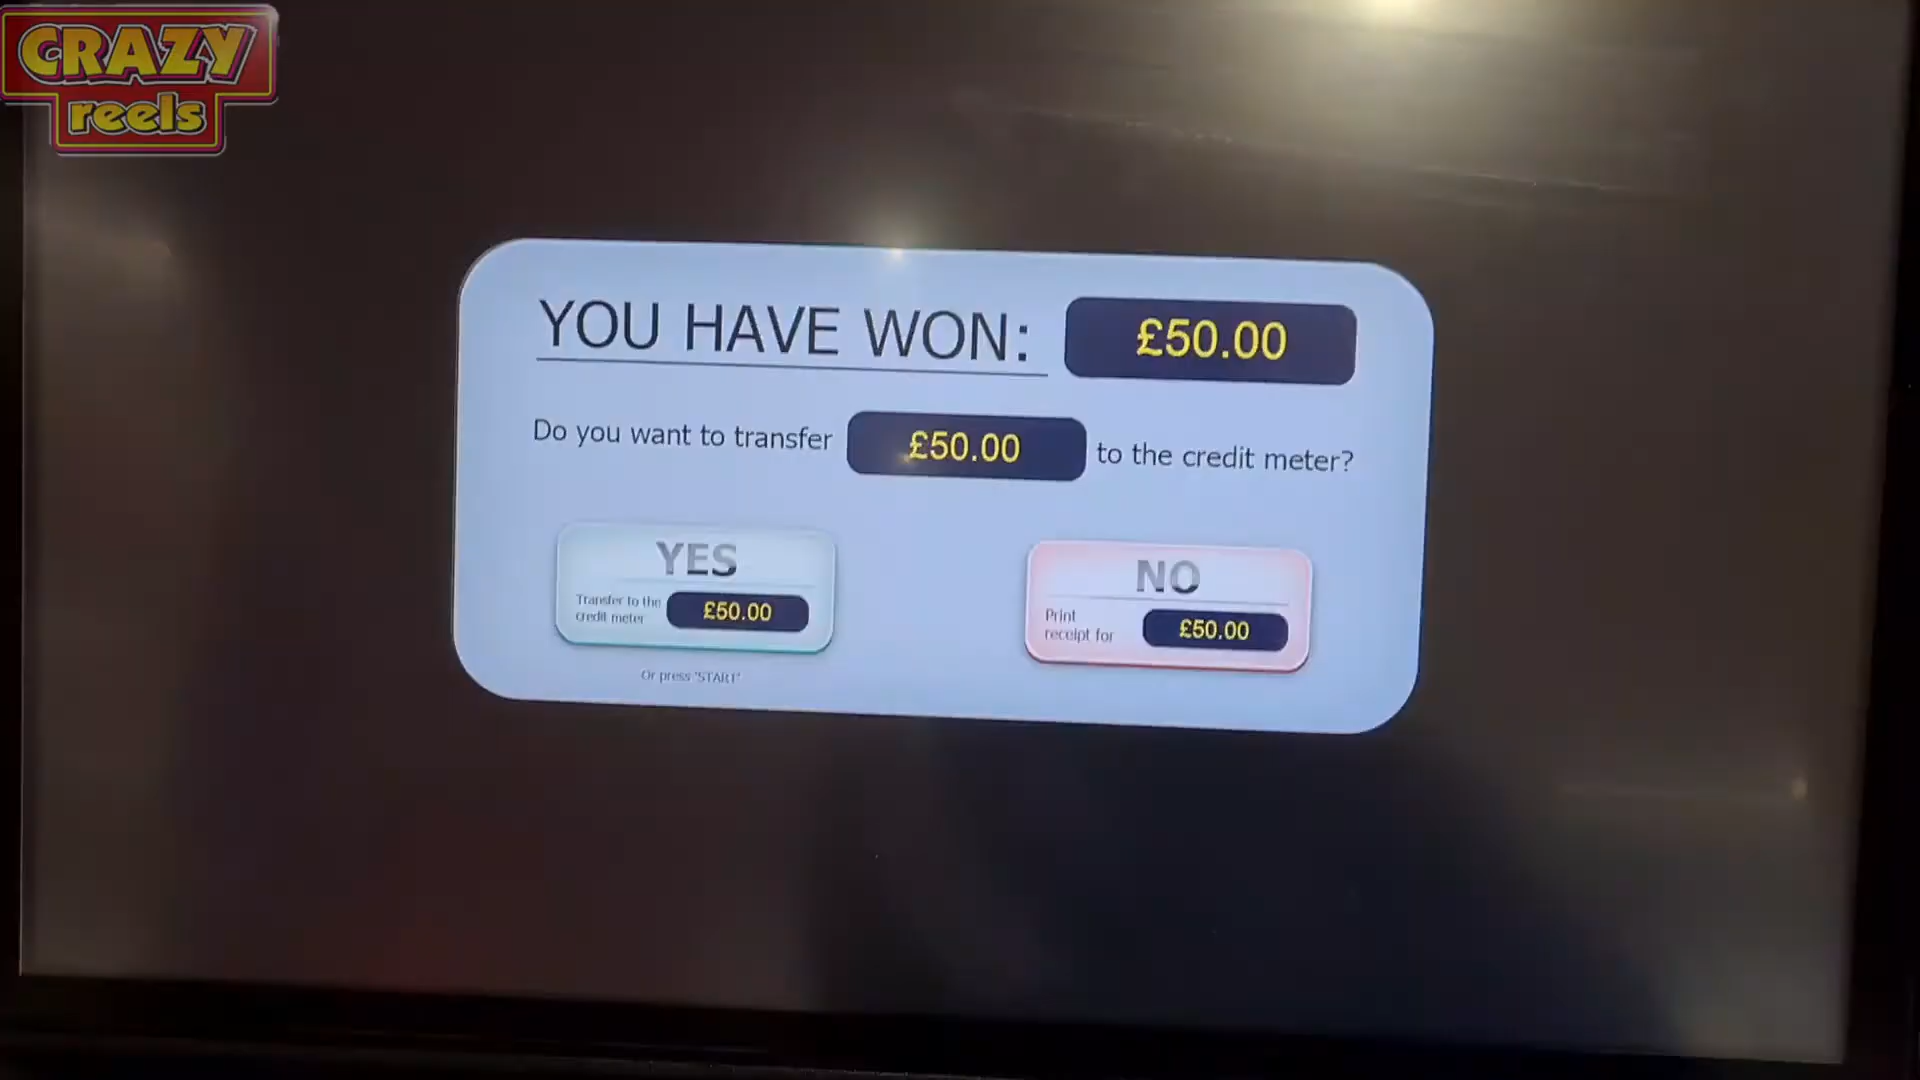 CRAZY
reels
YOU HAVE WON: £50.00
Do you want to transfer £50.00 to the credit meter?
YES
Transfer to the
credit meter
£50.00
Or press "START"
NO
Print
receipt for
£50.00